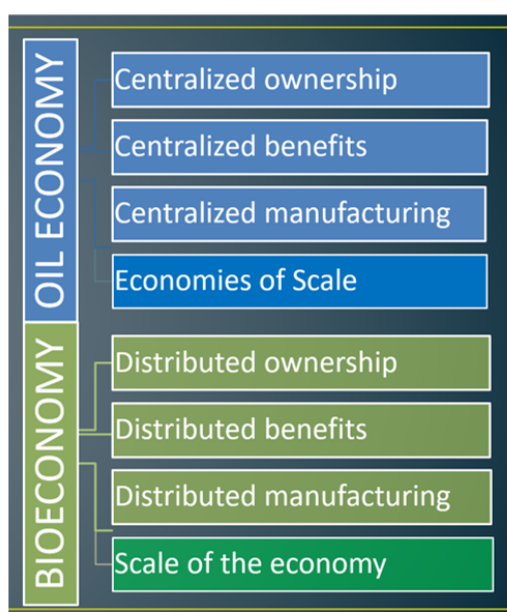 OIL ECONOMY
Centralized ownership
Centralized benefits
Centralized manufacturing
Economies of Scale
BIOECONOMY
Distributed ownership
Distributed benefits
Distributed manufacturing
Scale of the economy